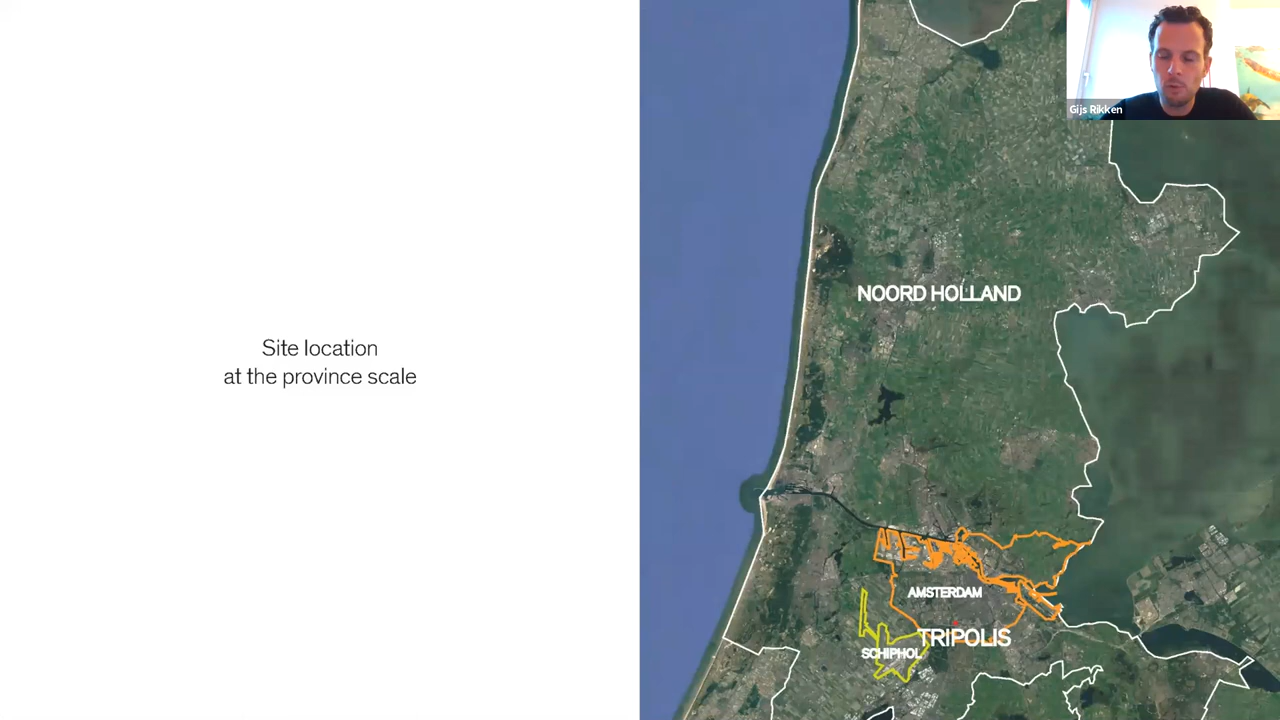 Site location
at the province scale
Gijs Rikken
NOORD HOLLAND
AMSTERDAM
TRIPOLIS
SCHIPHOL